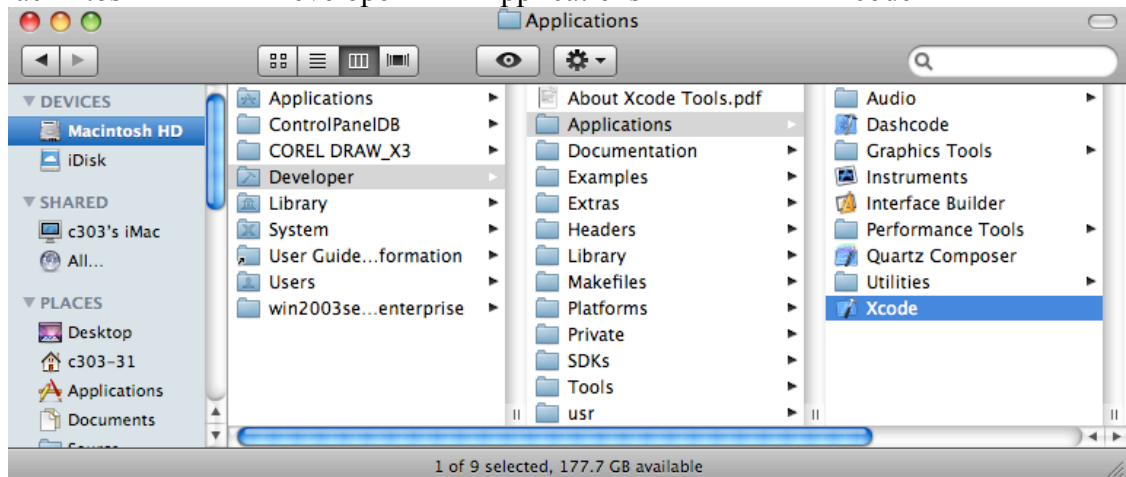 Applications
DEVICES
Macintosh HD
iDisk
SHARED
c303's iMac
All...
PLACES
Desktop
c303-31
Applications
Documents
Applications
ControlPanelDB
COREL DRAW_X3
Developer
Library
System
User Guide...formation
Users
win2003se...enterprise
About Xcode Tools.pdf
Applications
Documentation
Examples
Extras
Headers
Library
Makefiles
Platforms
Private
SDKs
Tools
usr
Audio
Dashcode
Graphics Tools
Instruments
Interface Builder
Performance Tools
Quartz Composer
Utilities
Xcode
1 of 9 selected, 177.7 GB available